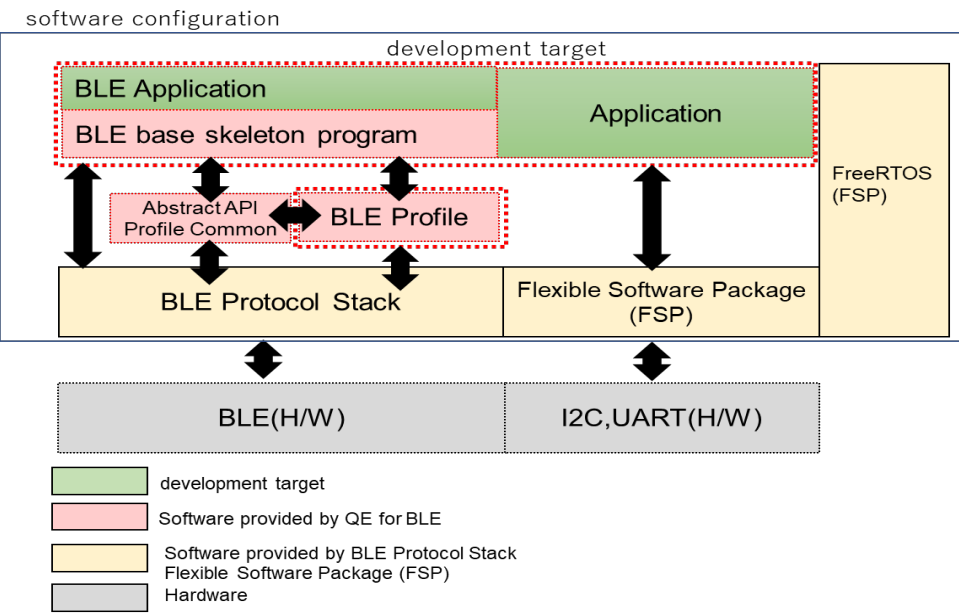 software configuration
development target
BLE Application
BLE base skeleton program
Application
FreeRTOS
(FSP)
Abstract API
Profile Common
BLE Profile
BLE Protocol Stack
Flexible Software Package
(FSP)
BLE(H/W)
I2C,UART(H/W)
development target
Software provided by QE for BLE
Software provided by BLE Protocol Stack
Flexible Software Package (FSP)
Hardware